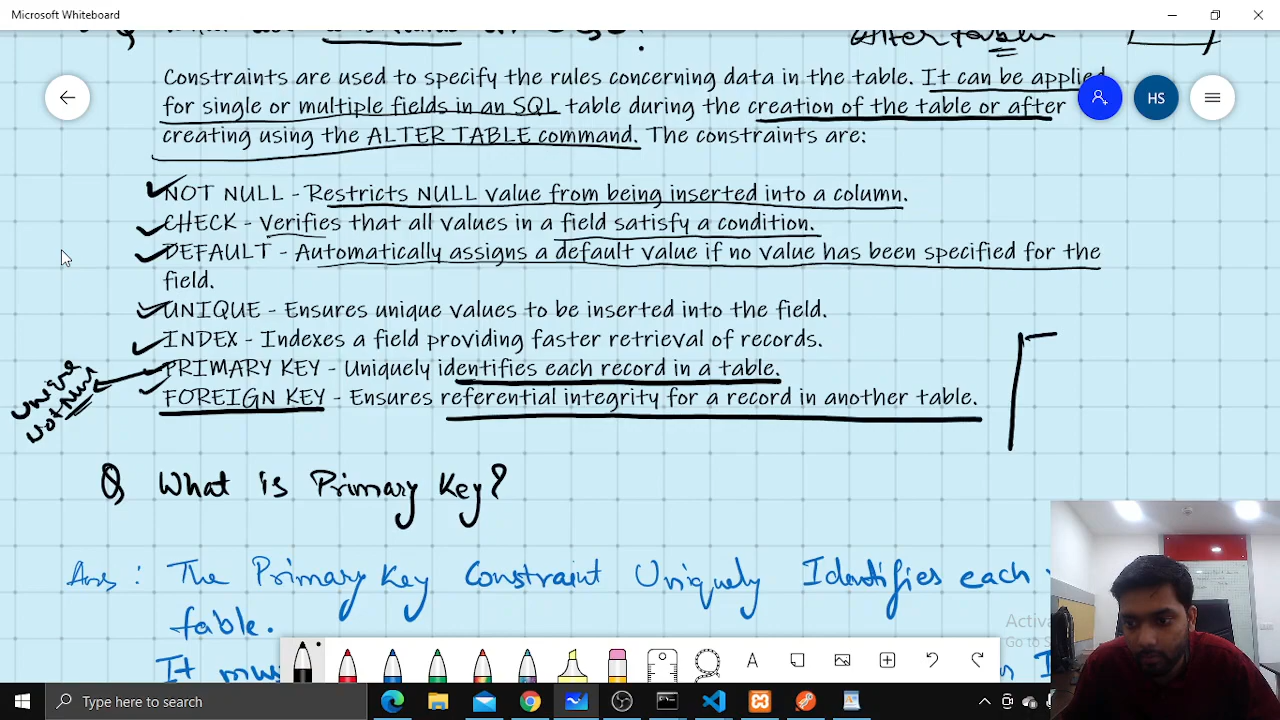 Microsoft Whiteboard
Alter table
Constraints are used to specify the rules concerning data in the table. It can be applied
for single or multiple fields in an SQL table during the creation of the table or after
creating using the ALTER TABLE command. The constraints are:
HS
NOT NULL - Restricts NULL value from being inserted into a column.
CHECK - Verifies that all values in a field satisfy a condition.
DEFAULT - Automatically assigns a default value if no value has been specified for the
field.
UNIQUE - Ensures unique values to be inserted into the field.
INDEX - Indexes a field providing faster retrieval of records.
PRIMARY KEY - Uniquely identifies each record in a table.
FOREIGN KEY - Ensures referential integrity for a record in another table.
Unique
Not Null
Q What is Primary Key?
Ans : The Primary Key Constraint Uniquely Identifies each
table.
It must
Activa
Go to S
A
Type here to search